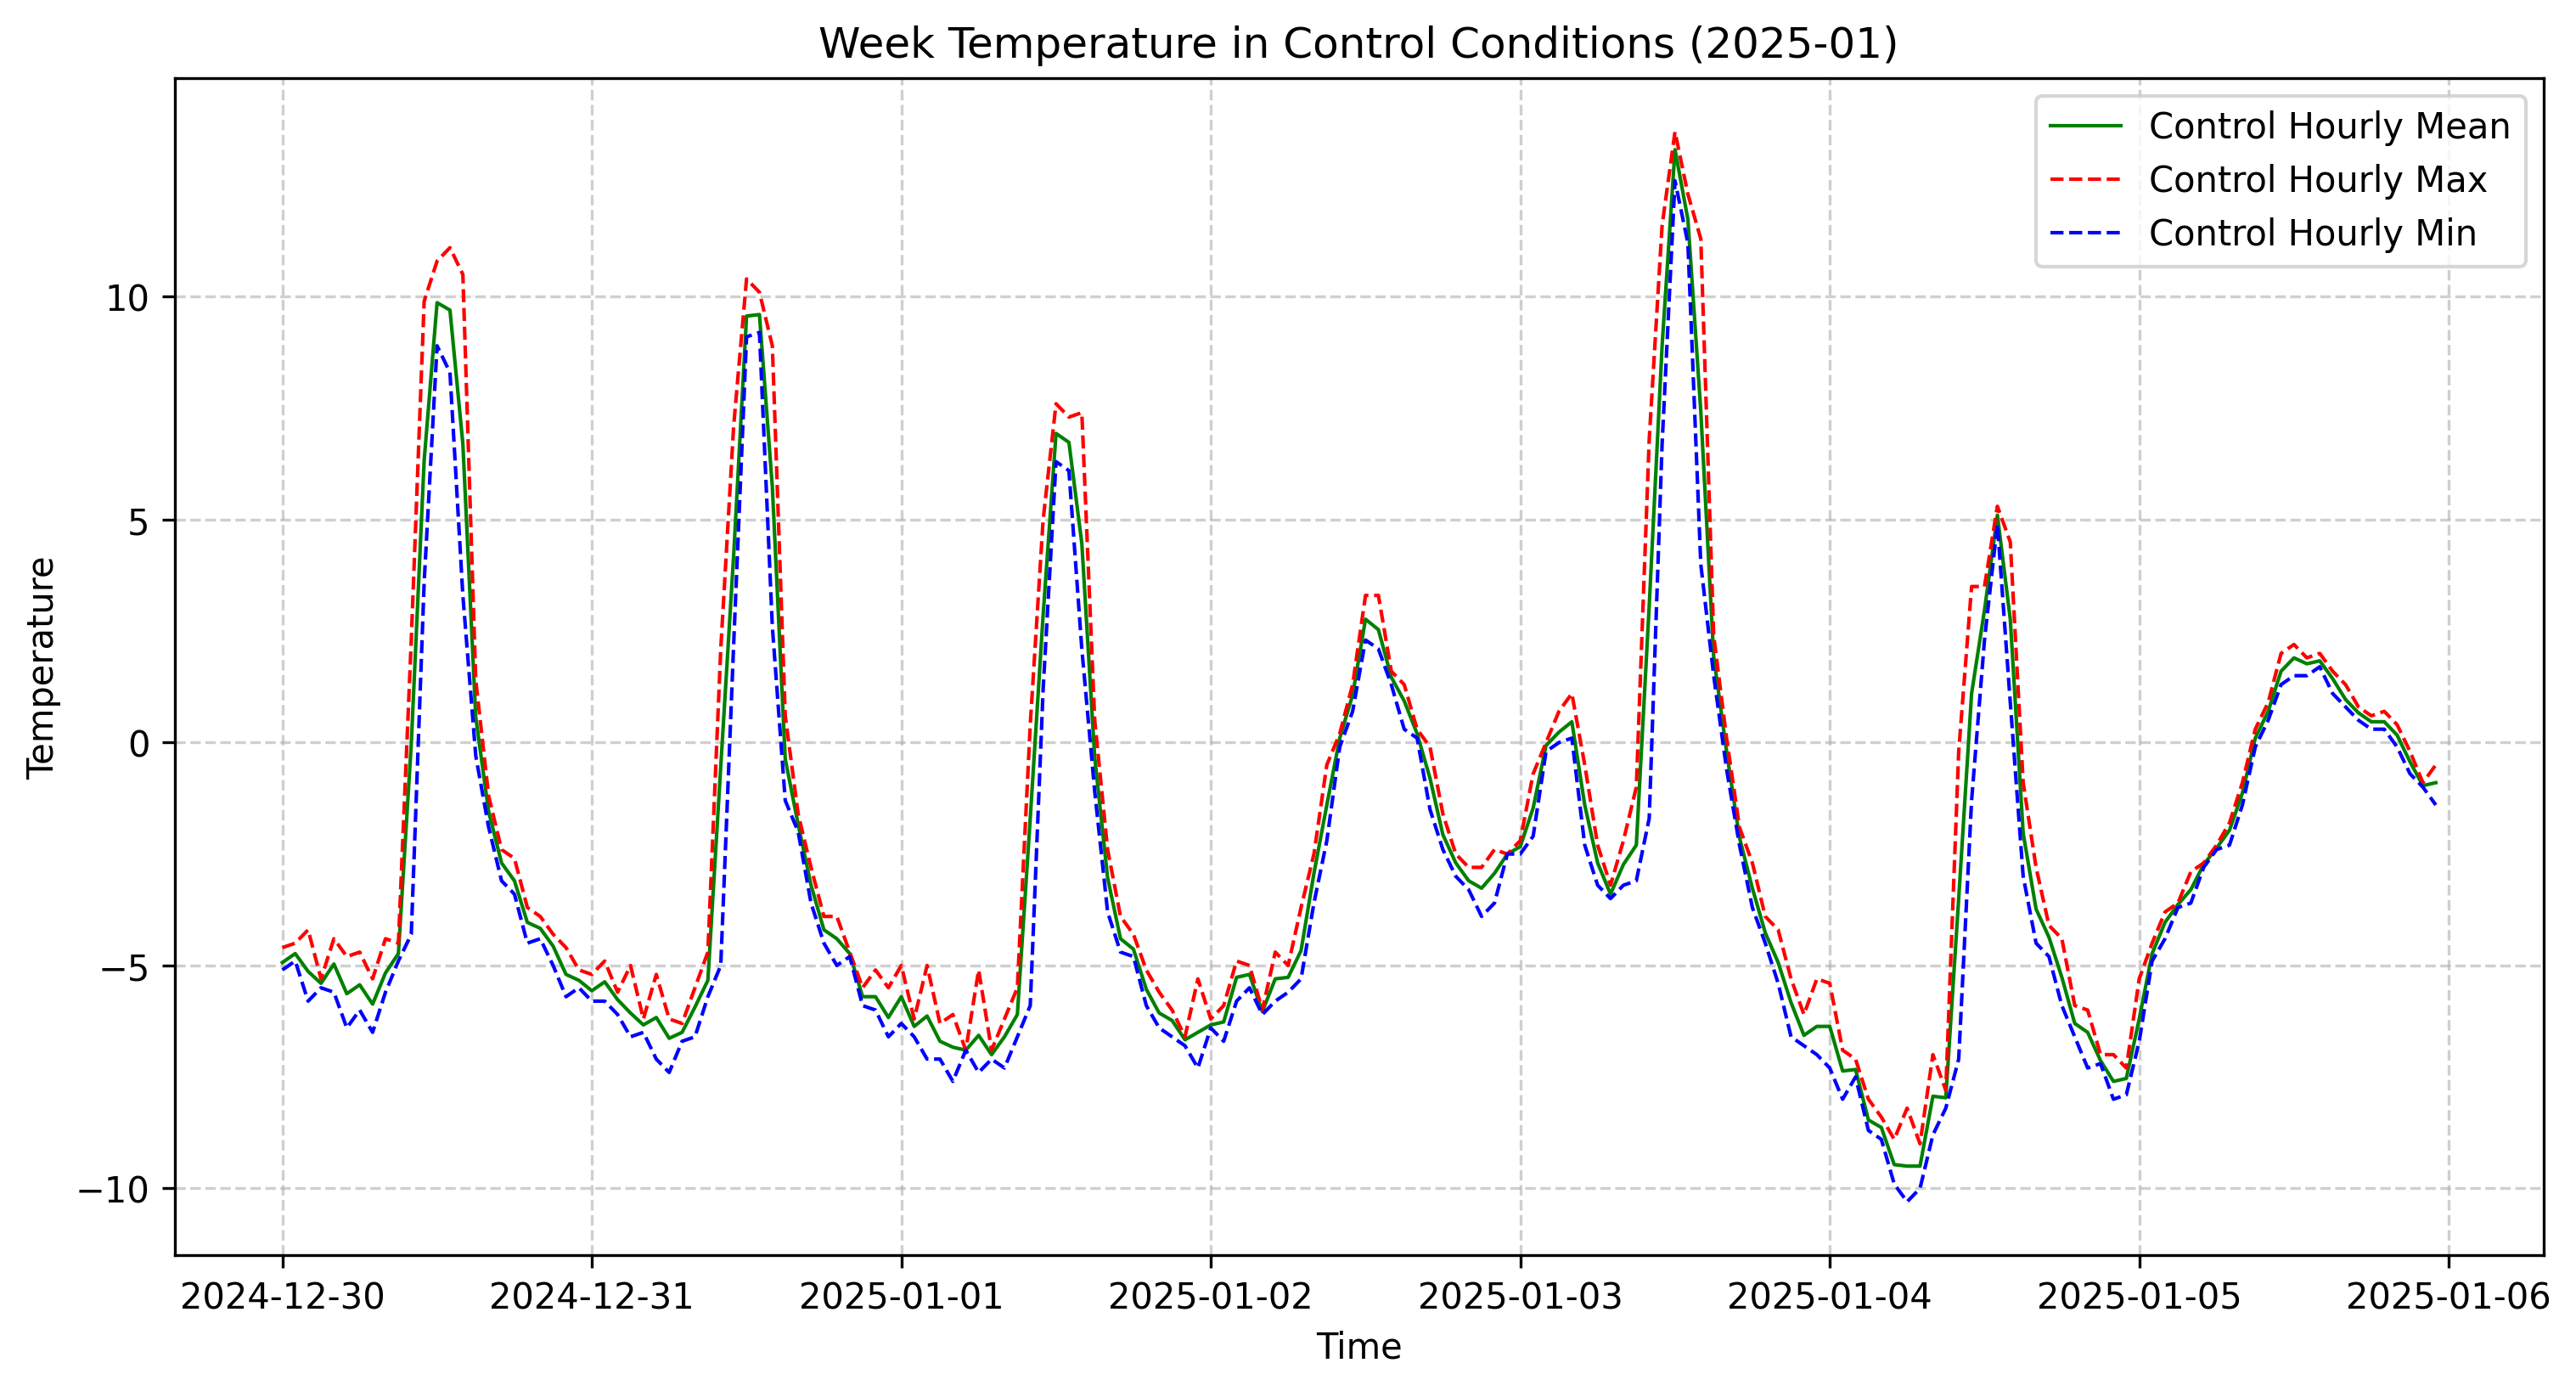 Week Temperature in Control Conditions (2025-01)
Control Hourly Mean
Control Hourly Max
Control Hourly Min
10
5
0
−5
−10
Temperature
2024-12-30 2024-12-31 2025-01-01 2025-01-02 2025-01-03 2025-01-04 2025-01-05 2025-01-06
Time